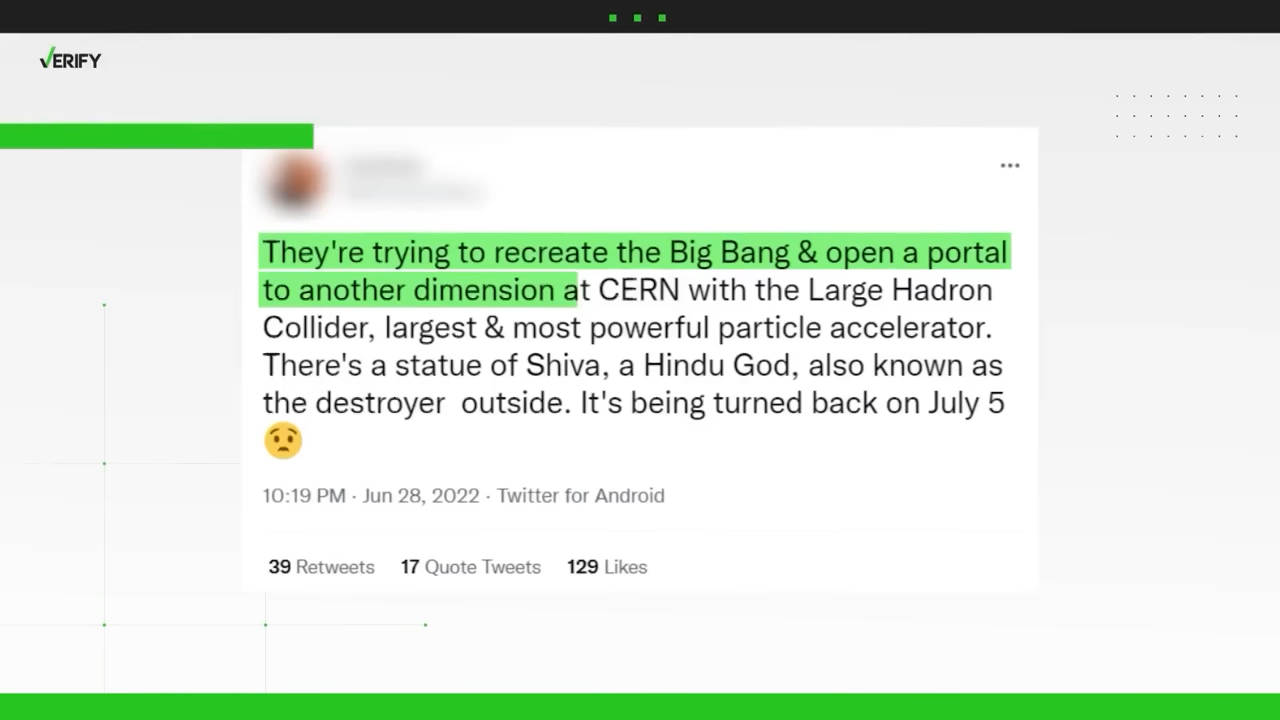 VERIFY
They're trying to recreate the Big Bang & open a portal
to another dimension at CERN with the Large Hadron
Collider, largest & most powerful particle accelerator.
There's a statue of Shiva, a Hindu God, also known as
the destroyer  outside. It's being turned back on July 5
😟
10:19 PM · Jun 28, 2022 · Twitter for Android
39 Retweets 17 Quote Tweets 129 Likes